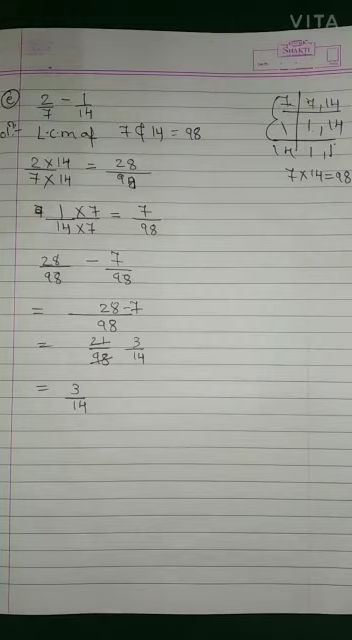 VITA
SHAKTI
(c) 2/7 - 1/14
Solⁿ- L.C.M of 7 & 14 = 98
7 | 7, 14
1, 14
14 | 1, 1
7 × 14 = 98
2 × 14 / 7 × 14 = 28 / 98
1 × 7 / 14 × 7 = 7 / 98
28 / 98 - 7 / 98
= 28 - 7 / 98
= 21 / 98 3 / 14
= 3 / 14